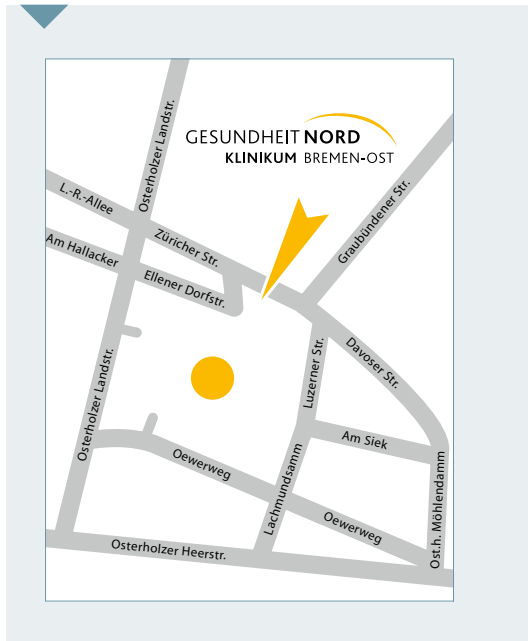 GESUNDHEIT NORD
KLINIKUM BREMEN-OST
Osterholzer Landstr.
L.-R.-Allee
Züricher Str.
Graubündener Str.
Am Hallacker
Ellener Dorfstr.
Osterholzer Landstr.
Luzerner Str.
Davoser Str.
Am Siek
Oewerweg
Lachmundsamm
Oewerweg
Ost.h. Möhlendamm
Osterholzer Heerstr.